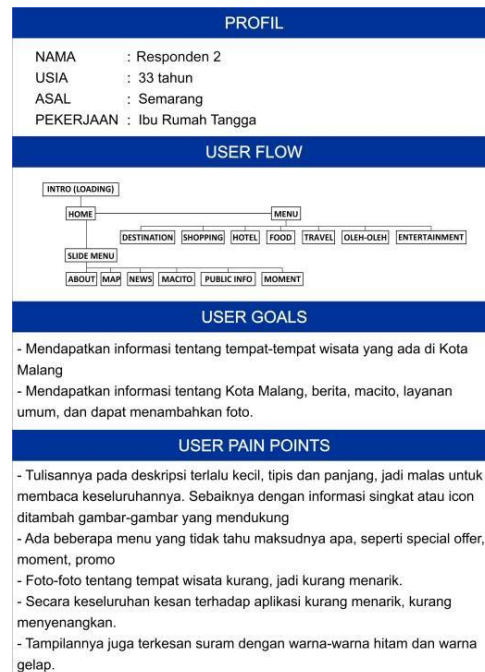 PROFIL
NAMA : Responden 2
USIA : 33 tahun
ASAL : Semarang
PEKERJAAN : Ibu Rumah Tangga
USER FLOW
INTRO (LOADING)
HOME MENU
DESTINATION SHOPPING HOTEL FOOD TRAVEL OLEH-OLEH ENTERTAINMENT
SLIDE MENU
ABOUT MAP NEWS MACITO PUBLIC INFO MOMENT
USER GOALS
- Mendapatkan informasi tentang tempat-tempat wisata yang ada di Kota
Malang
- Mendapatkan informasi tentang Kota Malang, berita, macito, layanan
umum, dan dapat menambahkan foto.
USER PAIN POINTS
- Tulisannya pada deskripsi terlalu kecil, tipis dan panjang, jadi malas untuk
membaca keseluruhannya. Sebaiknya dengan informasi singkat atau icon
ditambah gambar-gambar yang mendukung
- Ada beberapa menu yang tidak tahu maksudnya apa, seperti special offer,
moment, promo
- Foto-foto tentang tempat wisata kurang, jadi kurang menarik.
- Secara keseluruhan kesan terhadap aplikasi kurang menarik, kurang
menyenangkan.
- Tampilannya juga terkesan suram dengan warna-warna hitam dan warna
gelap.